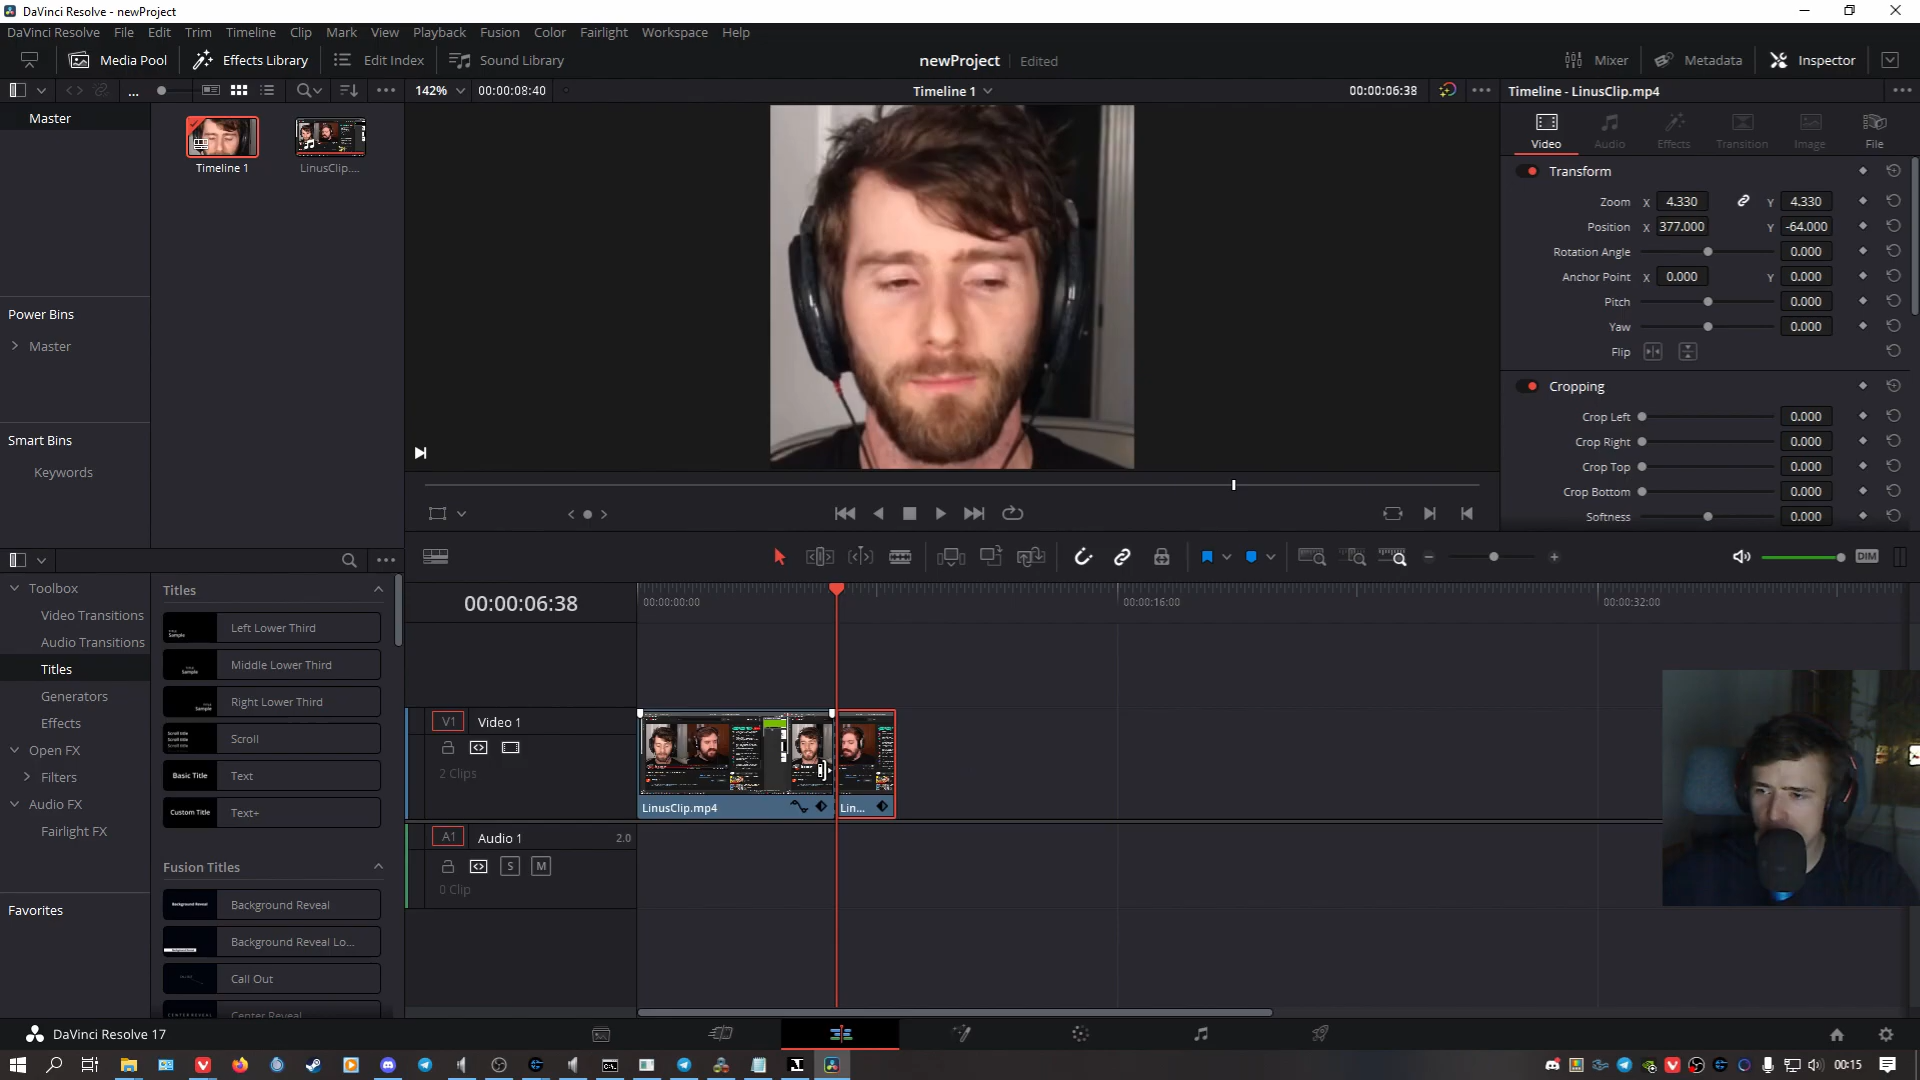 DaVinci Resolve - newProject
DaVinci Resolve File Edit Trim Timeline Clip Mark View Playback Fusion Color Fairlight Workspace Help
Media Pool Effects Library Edit Index Sound Library newProject Edited Mixer Metadata Inspector
... 142% 00:00:08:40 Timeline 1 00:00:06:38 Timeline - LinusClip.mp4
Master
Timeline 1 LinusClip....
Video Audio Effects Transition Image File
Transform
Zoom X 4.330 Y 4.330
Position X 377.000 Y -64.000
Rotation Angle 0.000
Anchor Point X 0.000 Y 0.000
Pitch 0.000
Yaw 0.000
Flip
Cropping
Crop Left 0.000
Crop Right 0.000
Crop Top 0.000
Crop Bottom 0.000
Softness 0.000
Power Bins
Master
Smart Bins
Keywords
DIM
Toolbox
Video Transitions
Audio Transitions
Titles
Generators
Effects
Open FX
Filters
Audio FX
Fairlight FX
Favorites
Titles
Left Lower Third
Middle Lower Third
Right Lower Third
Scroll
Basic Title Text
Custom Title Text+
Fusion Titles
Background Reveal Background Reveal
Background Reveal Lo...
Call Out
Center Reveal
00:00:06:38 00:00:00:00 00:00:16:00 00:00:32:00
V1 Video 1
2 Clips
LinusClip.mp4 Lin...
A1 Audio 1 2.0
S M
0 Clip
DaVinci Resolve 17
00:15